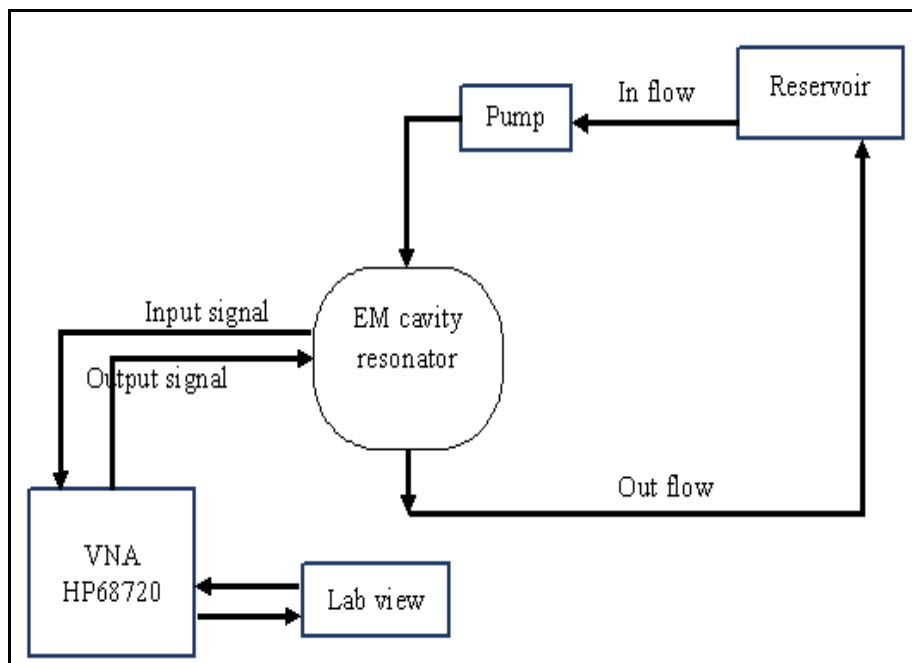 Reservoir
In flow
Pump
Input signal
EM cavity
resonator
Output signal
Out flow
VNA
HP68720
Lab view